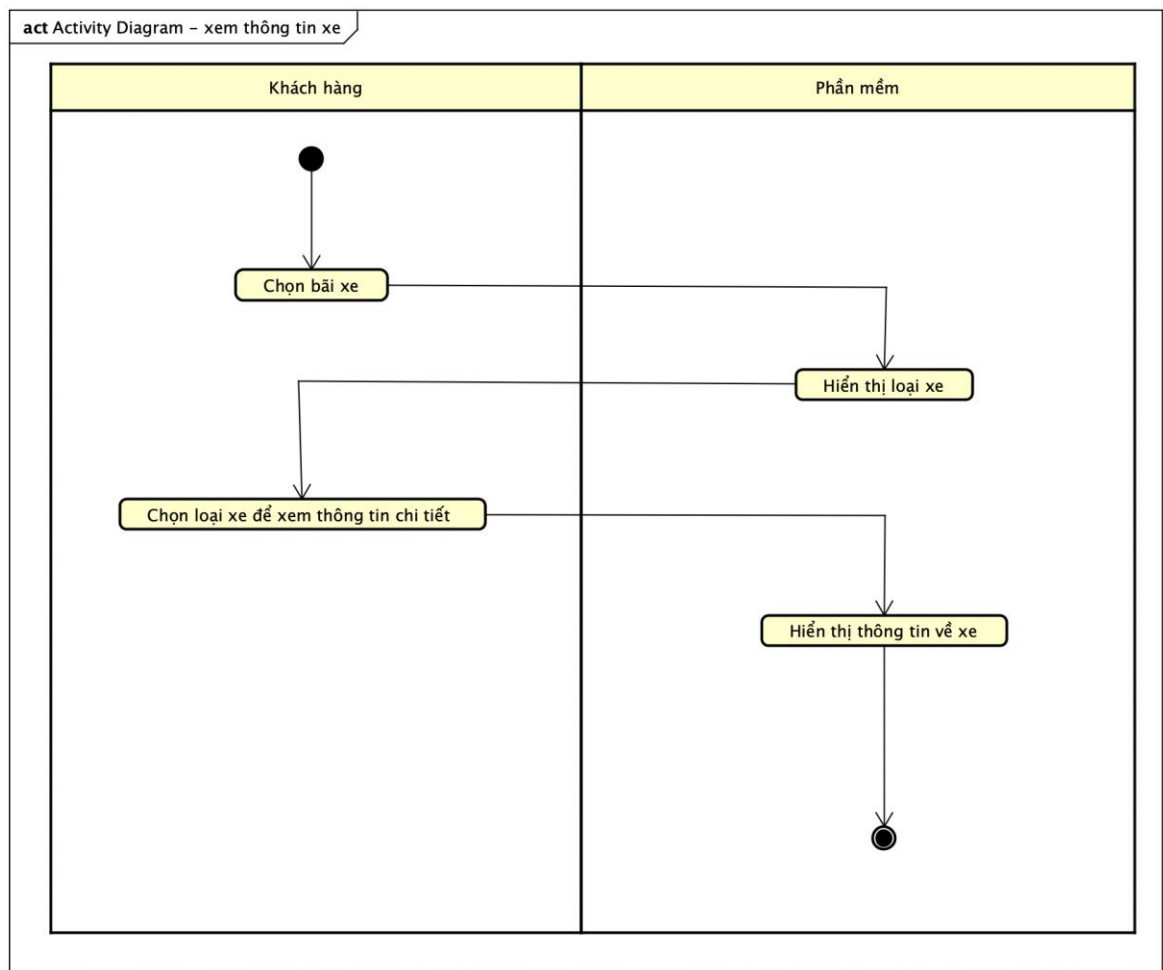 act Activity Diagram – xem thông tin xe
Khách hàng
Phần mềm
Chọn bãi xe
Hiển thị loại xe
Chọn loại xe để xem thông tin chi tiết
Hiển thị thông tin về xe